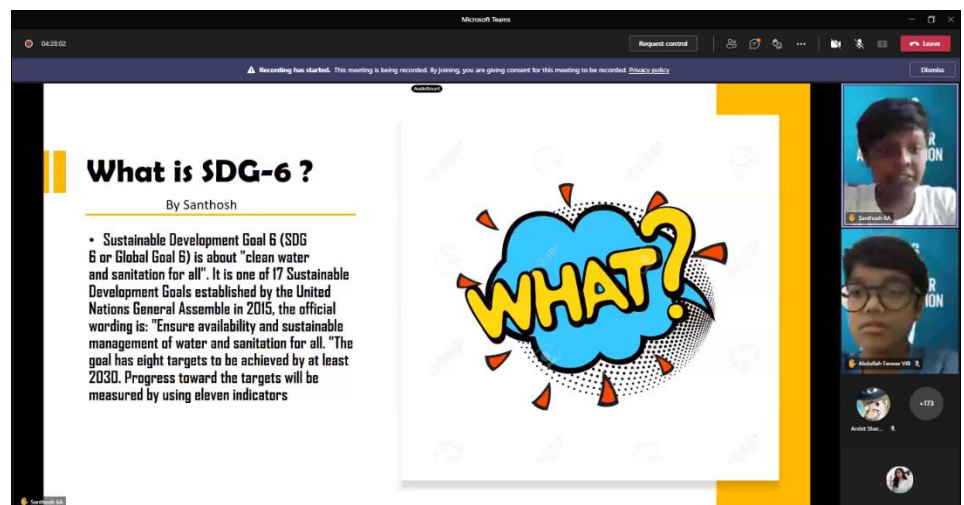 Microsoft Teams
04:28:02
Request control
Leave
Recording has started. This meeting is being recorded. By joining, you are giving consent for this meeting to be recorded. Privacy policy
Dismiss
What is SDG-6 ?
By Santhosh
• Sustainable Development Goal 6 (SDG
6 or Global Goal 6) is about "clean water
and sanitation for all". It is one of 17 Sustainable
Development Goals established by the United
Nations General Assemble in 2015, the official
wording is: "Ensure availability and sustainable
management of water and sanitation for all. "The
goal has eight targets to be achieved by at least
2030. Progress toward the targets will be
measured by using eleven indicators
WHAT?
Santhosh 6A
Abdullah Farwas VIII
Arshit Shar...
+173
Santhosh 6A